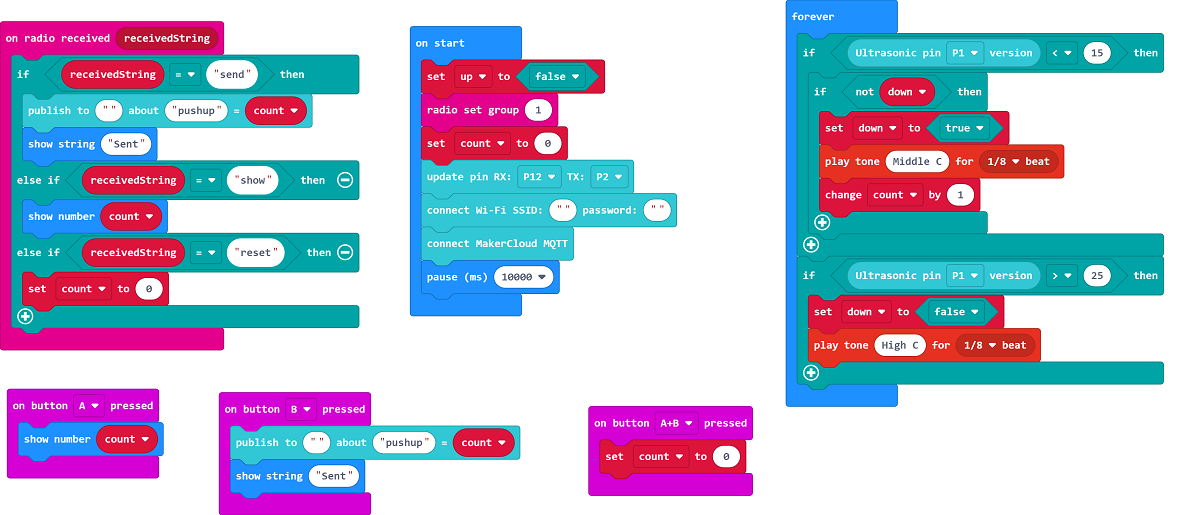 on radio received receivedString
if receivedString = "send" then
publish to "" about "pushup" = count
show string "Sent"
else if receivedString = "show" then
show number count
else if receivedString = "reset" then
set count to 0
on start
set up to false
radio set group 1
set count to 0
update pin RX: P12 TX: P2
connect Wi-Fi SSID: "" password: ""
connect MakerCloud MQTT
pause (ms) 10000
forever
if Ultrasonic pin P1 version < 15 then
if not down then
set down to true
play tone Middle C for 1/8 beat
change count by 1
if Ultrasonic pin P1 version > 25 then
set down to false
play tone High C for 1/8 beat
on button A pressed
show number count
on button B pressed
publish to "" about "pushup" = count
show string "Sent"
on button A+B pressed
set count to 0